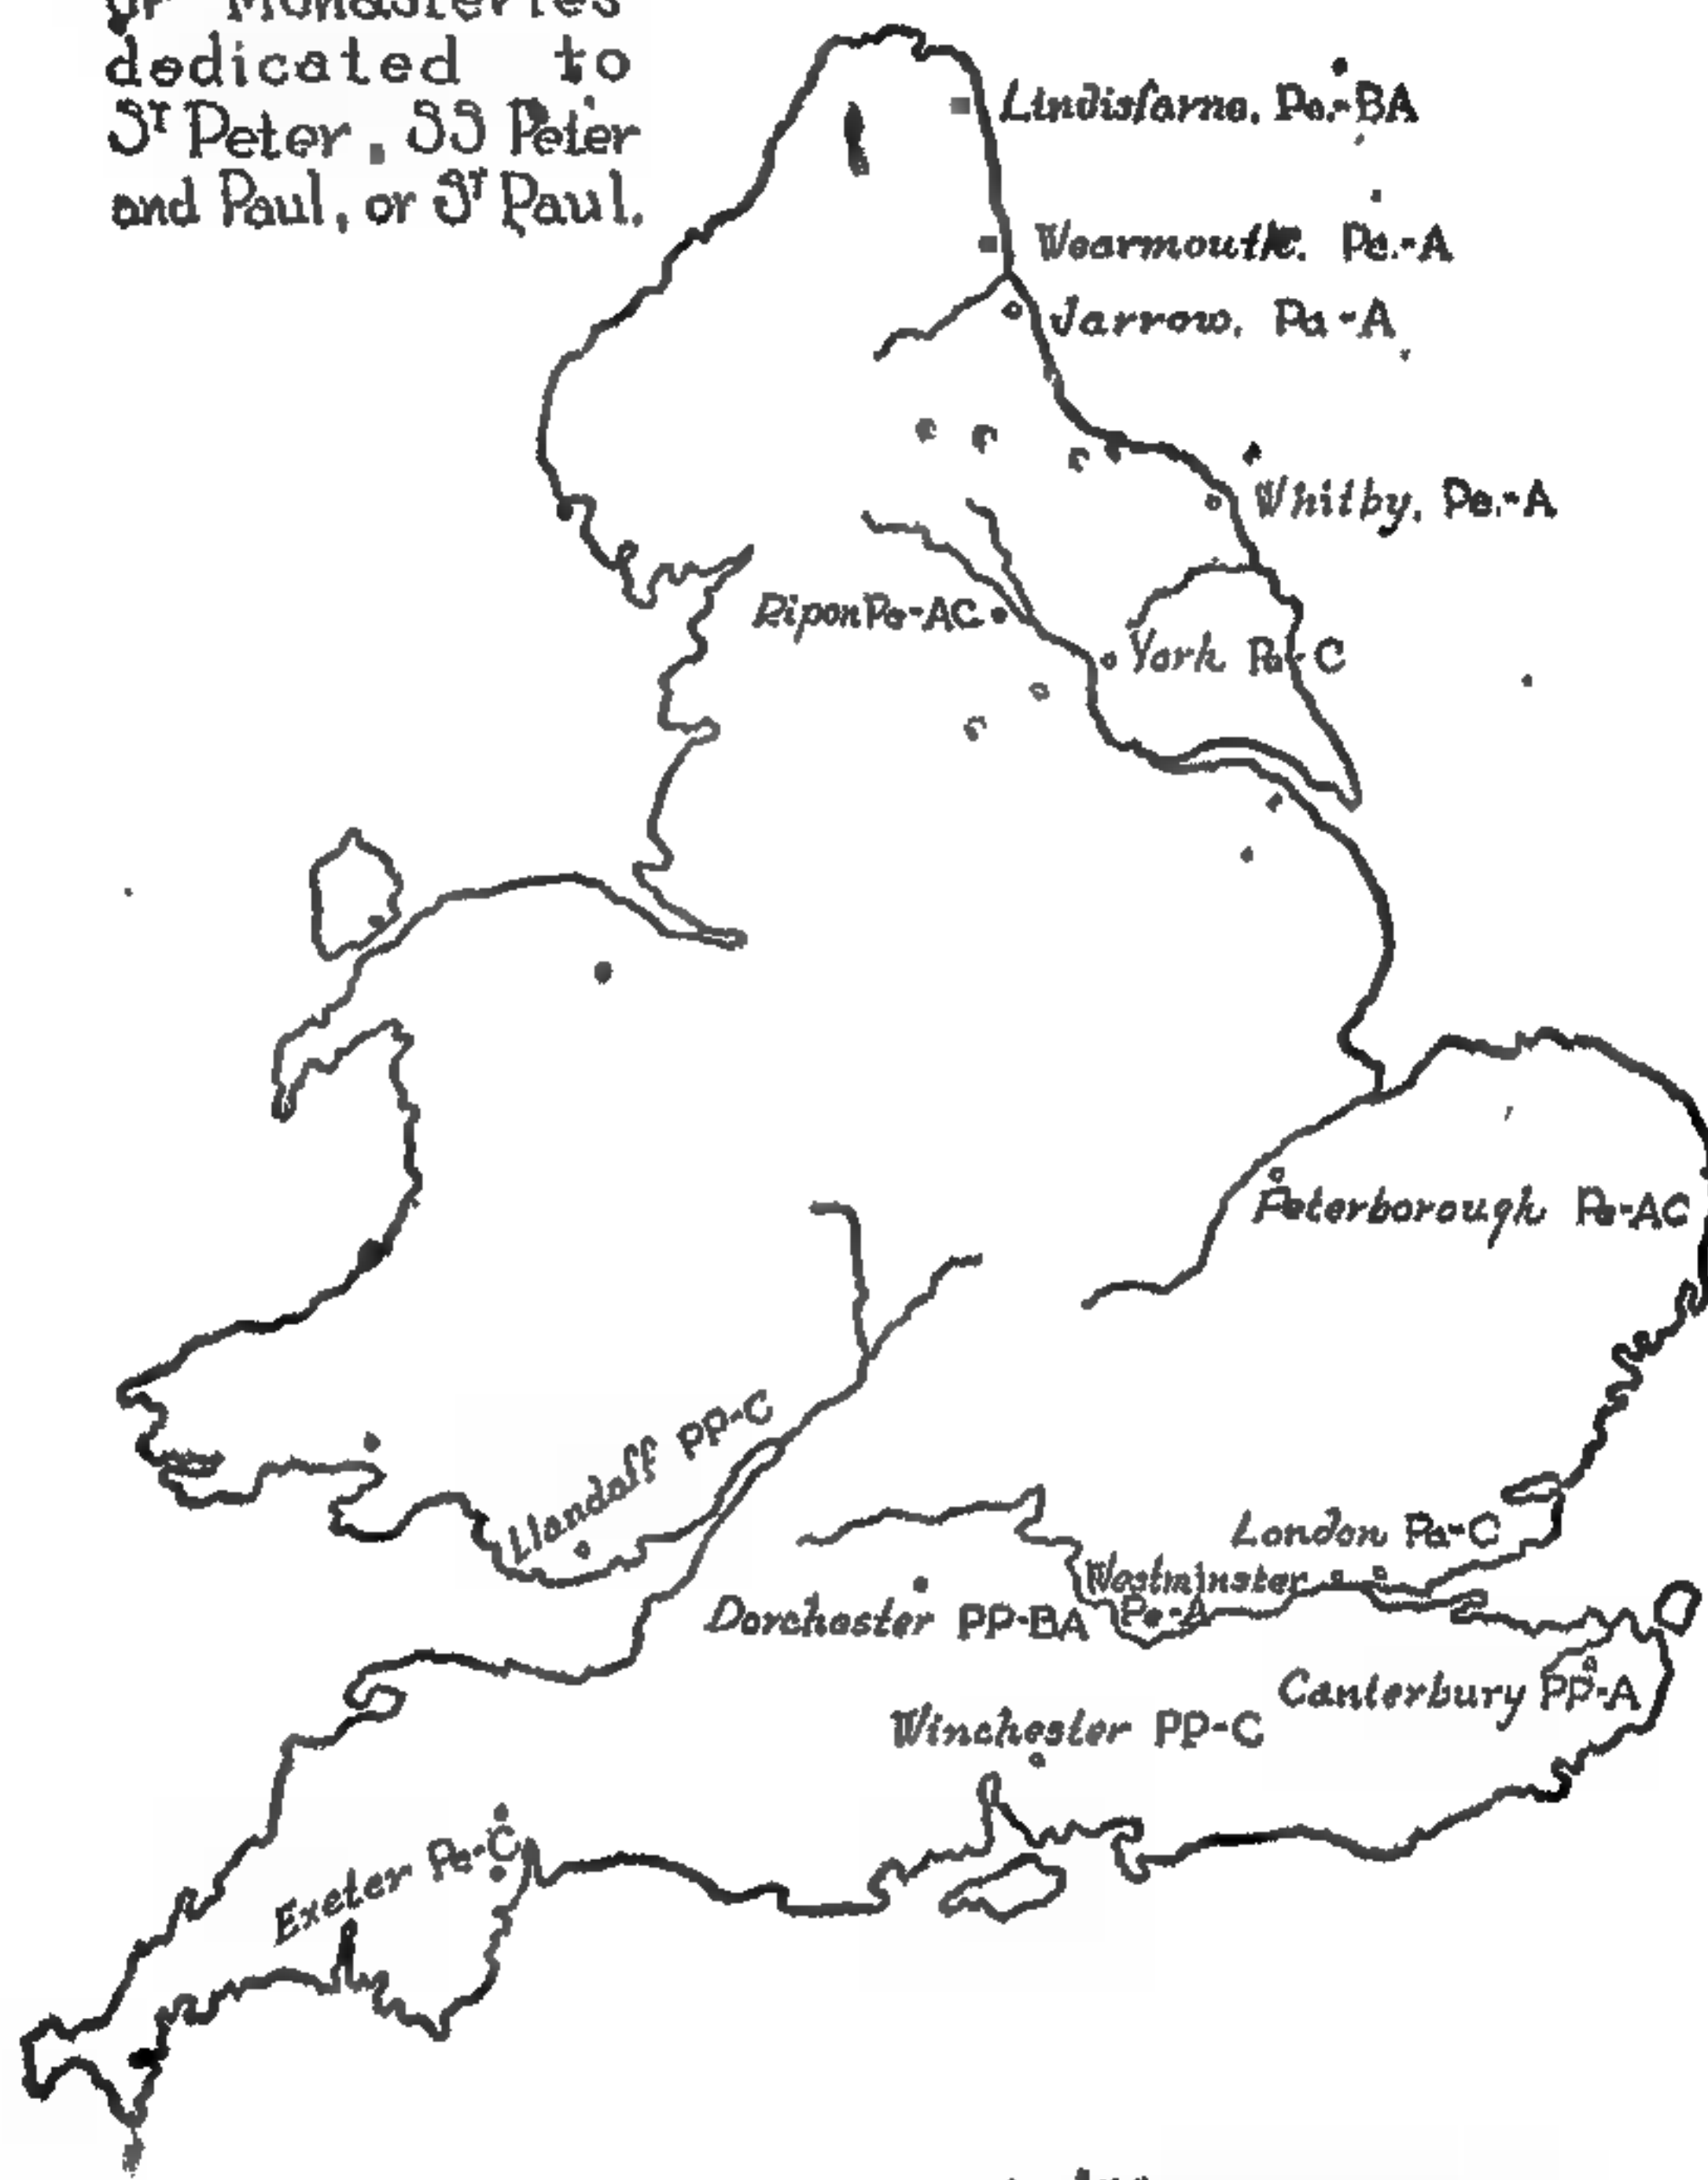 or Monasteries
dedicated to
Sᵀ Peter, SS Peter
and Paul, or Sᵀ Paul.
Lindisfarne. Pe.-BA
Wearmouth. Pe.-A
Jarrow. Pa-A
Whitby. Pe.-A
Ripon Pe-AC
York Pe-C
Peterborough Pe-AC
Llandaff PP-C
London Pa-C
Westminster
Pe-A
Dorchester PP-BA
Canterbury PP-A
Winchester PP-C
Exeter Pe-C